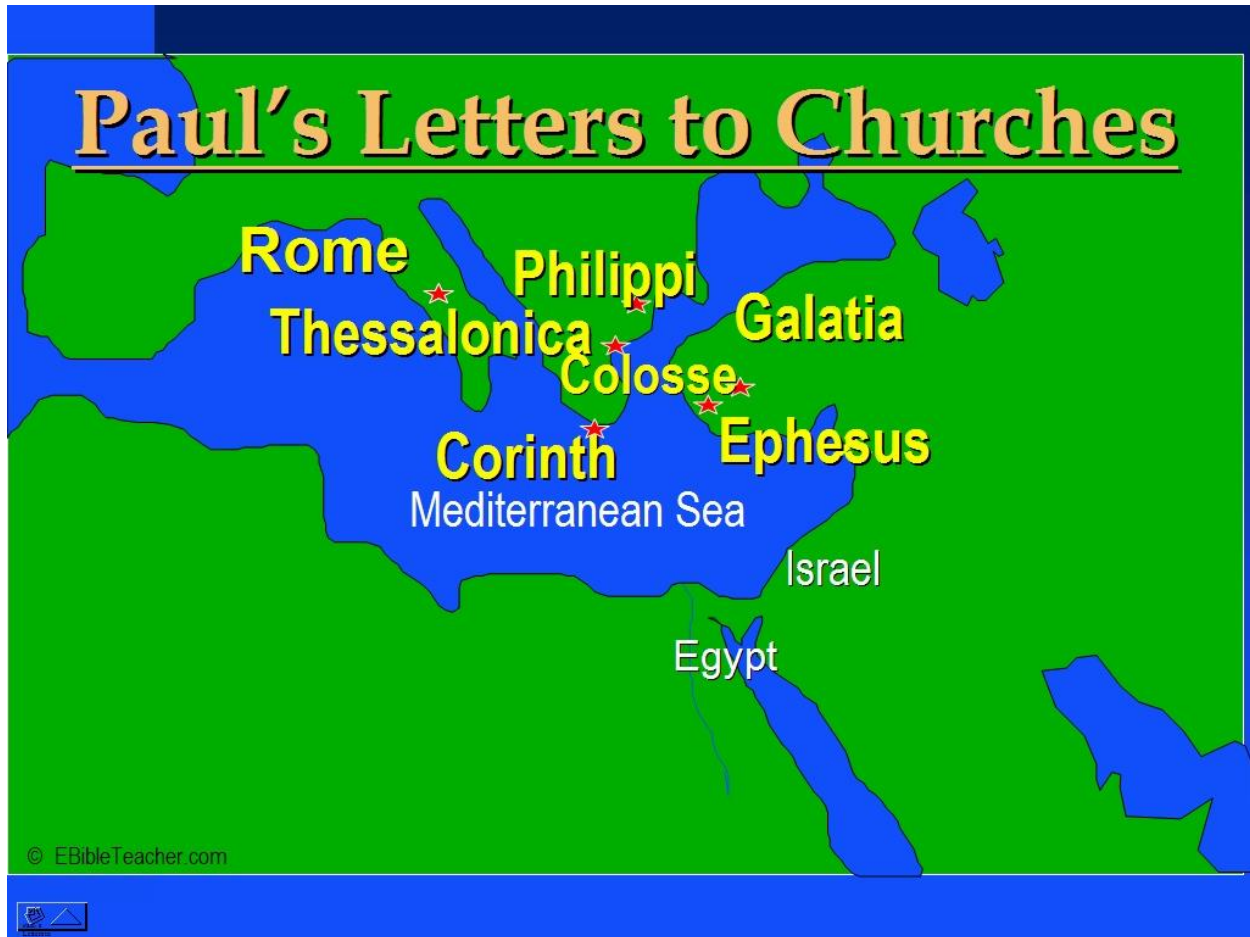 Paul's Letters to Churches
Rome
Philippi
Galatia
Thessalonica
Colosse
Corinth
Ephesus
Mediterranean Sea
Israel
Egypt
© EBibleTeacher.com